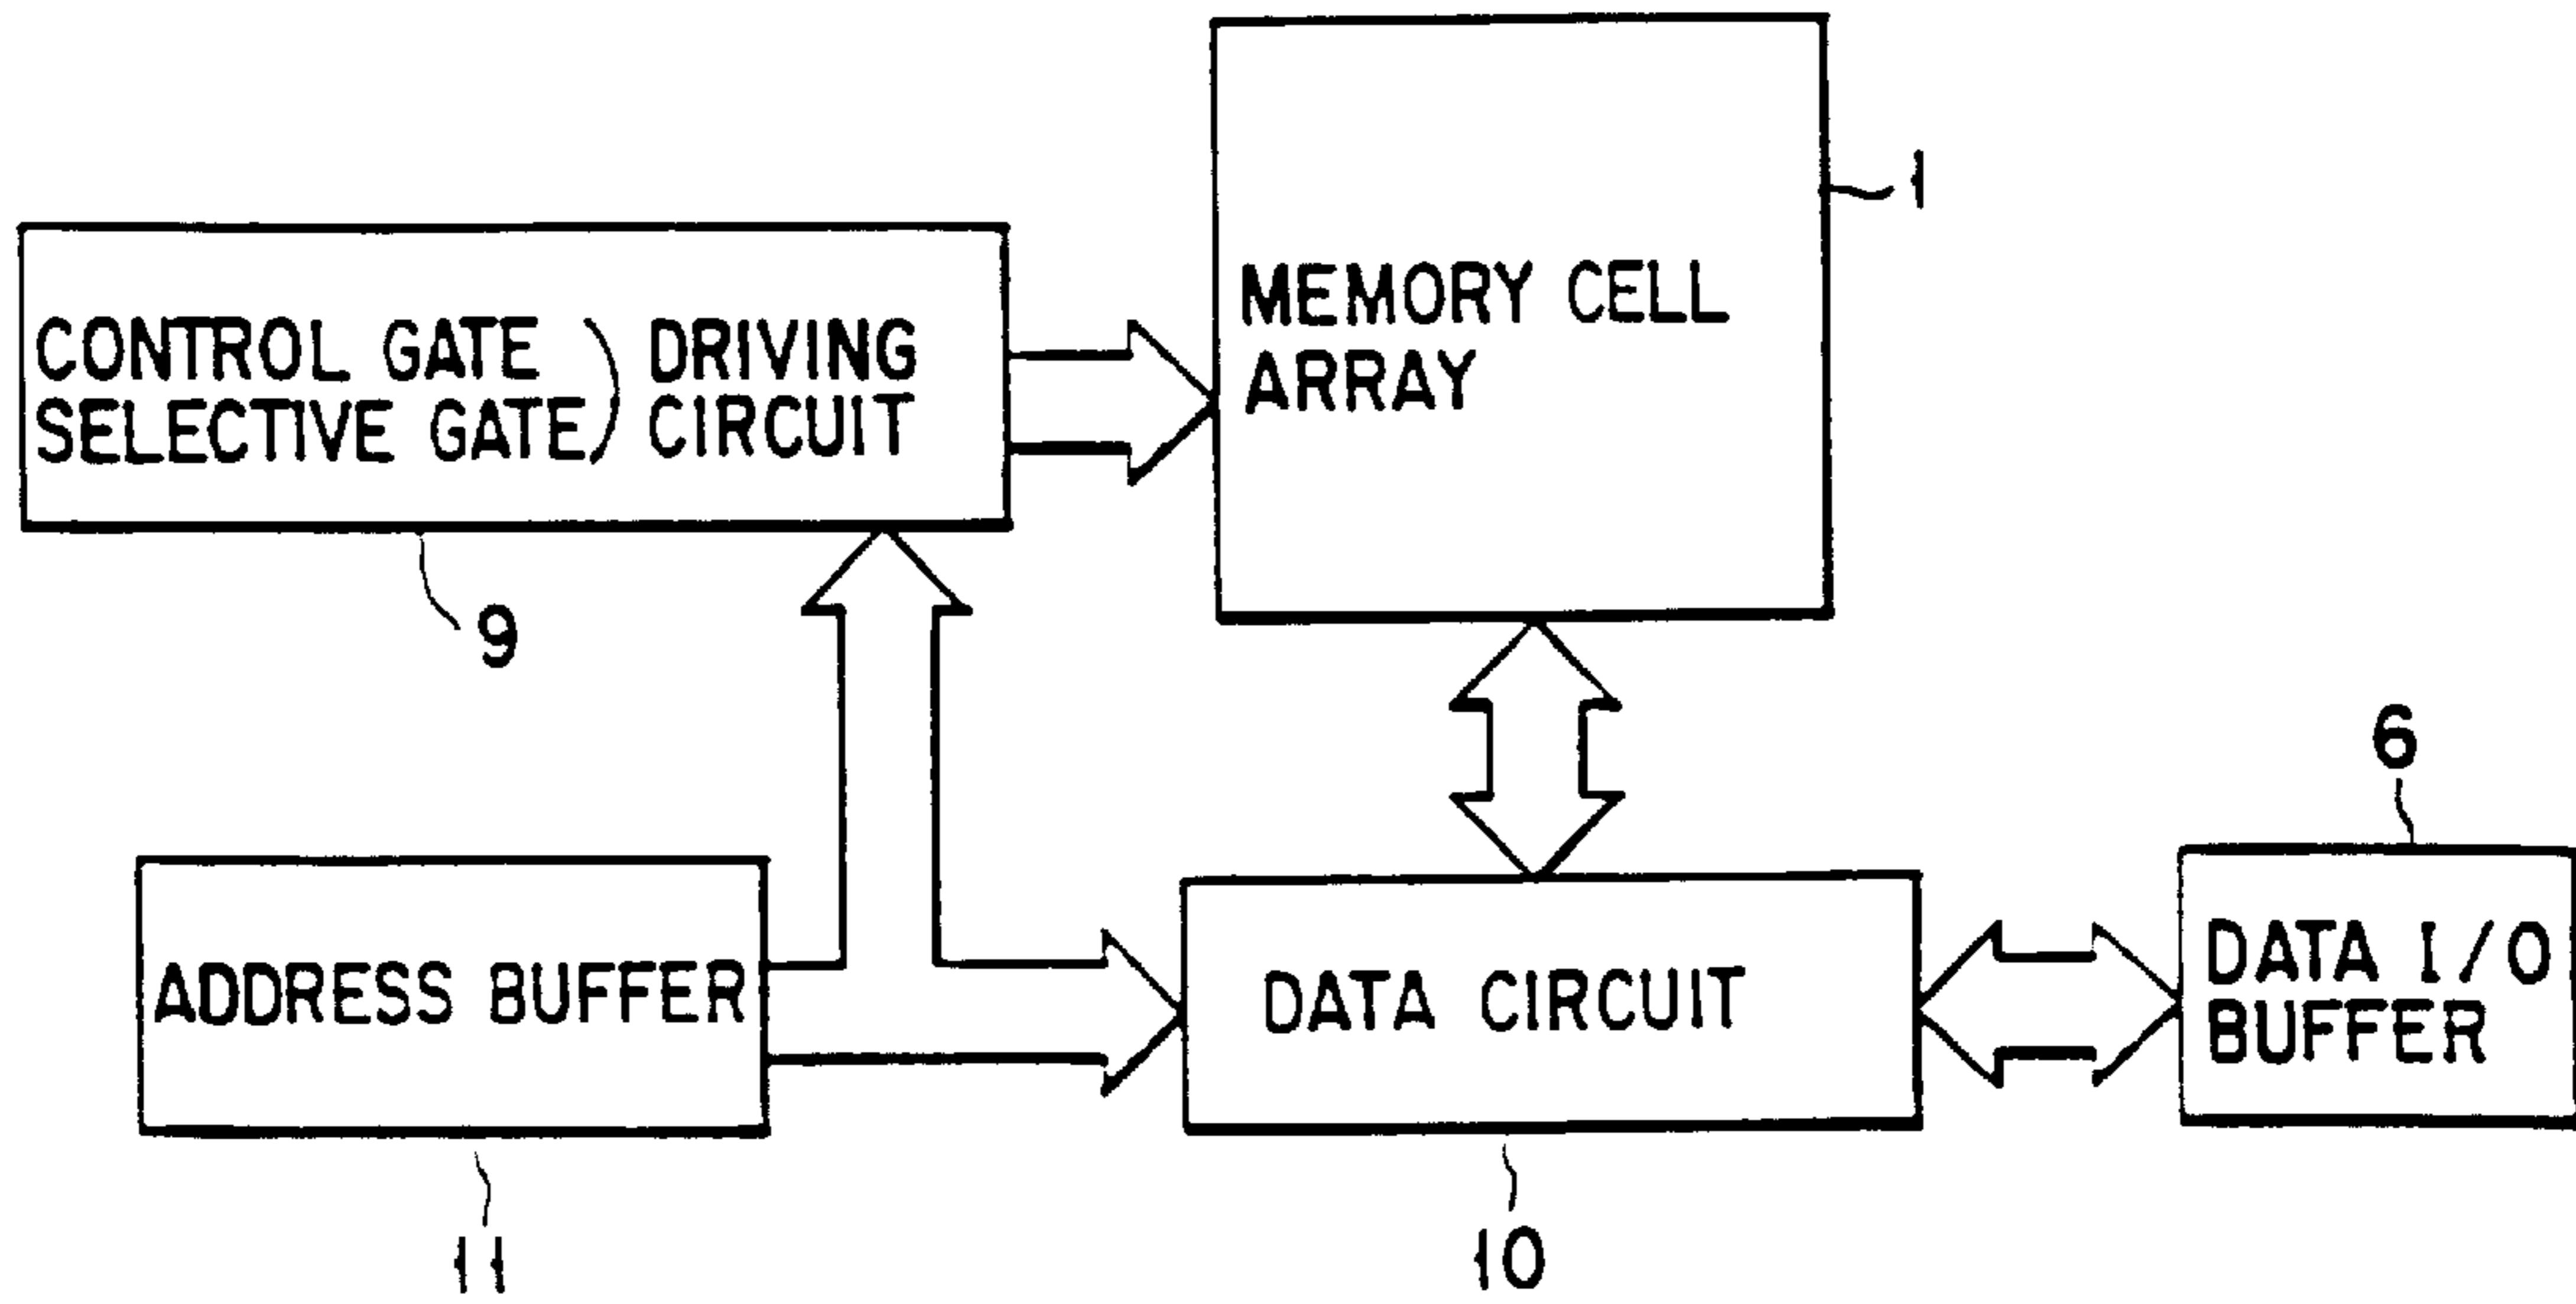 MEMORY CELL
ARRAY
1
CONTROL GATE ) DRIVING
SELECTIVE GATE ) CIRCUIT
9
ADDRESS BUFFER
11
DATA CIRCUIT
10
6
DATA I/O
BUFFER